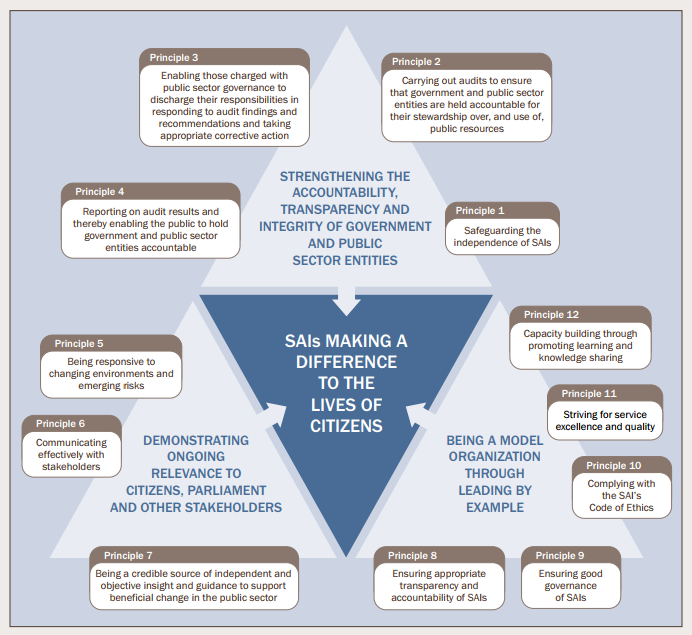 Principle 3
Enabling those charged with
public sector governance to
discharge their responsibilities in
responding to audit findings and
recommendations and taking
appropriate corrective action
Principle 2
Carrying out audits to ensure
that government and public sector
entities are held accountable for
their stewardship over, and use of,
public resources
STRENGTHENING THE
ACCOUNTABILITY,
TRANSPARENCY AND
INTEGRITY OF GOVERNMENT
AND PUBLIC
SECTOR ENTITIES
Principle 4
Reporting on audit results and
thereby enabling the public to hold
government and public sector
entities accountable
Principle 1
Safeguarding the
independence of SAIs
SAIs MAKING A
DIFFERENCE
TO THE
LIVES OF
CITIZENS
Principle 5
Being responsive to
changing environments and
emerging risks
Principle 6
Communicating
effectively with
stakeholders
DEMONSTRATING
ONGOING
RELEVANCE TO
CITIZENS, PARLIAMENT
AND OTHER STAKEHOLDERS
Principle 7
Being a credible source of independent and
objective insight and guidance to support
beneficial change in the public sector
Principle 12
Capacity building through
promoting learning and
knowledge sharing
Principle 11
Striving for service
excellence and quality
BEING A MODEL
ORGANIZATION
THROUGH
LEADING BY
EXAMPLE
Principle 10
Complying with
the SAI's
Code of Ethics
Principle 8
Ensuring appropriate
transparency and
accountability of SAIs
Principle 9
Ensuring good
governance
of SAIs